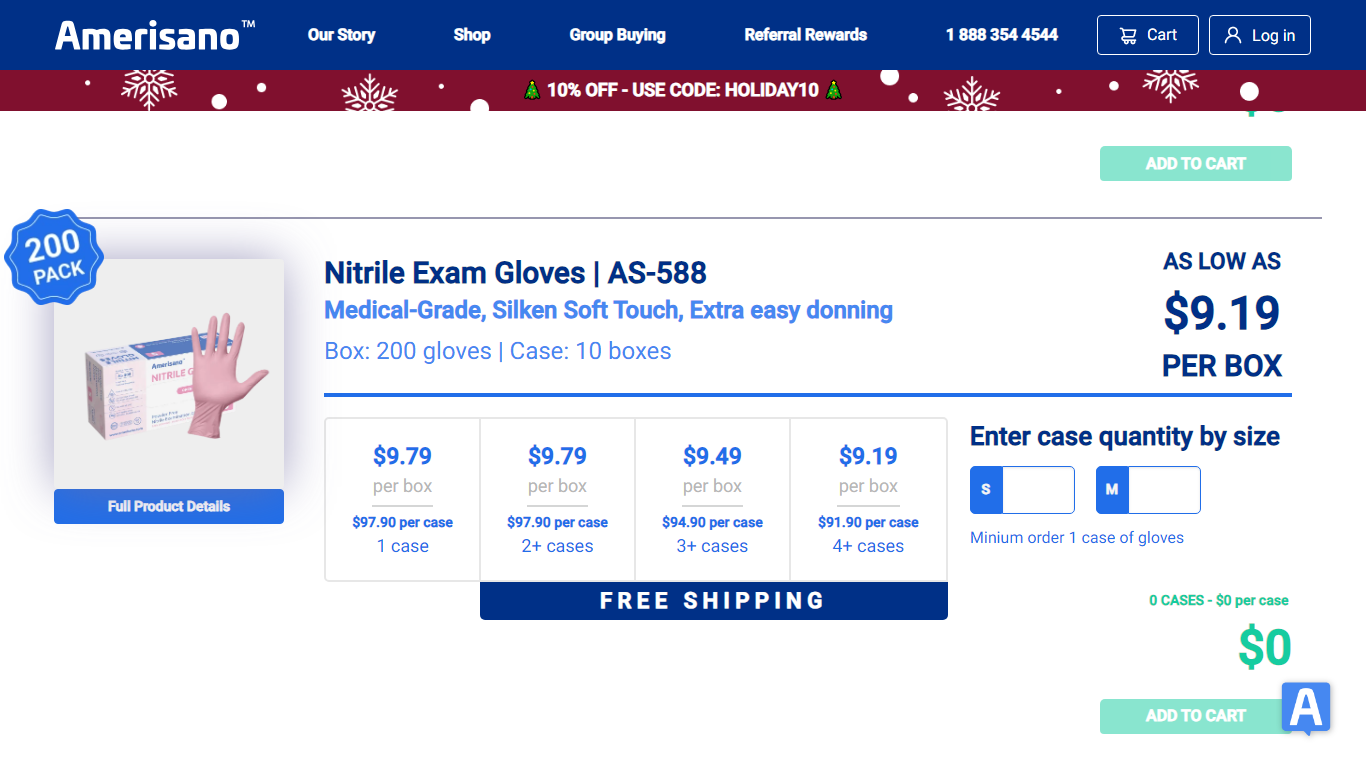 Amerisano™
Our Story
Shop
Group Buying
Referral Rewards
1 888 354 4544
Cart
Log in
10% OFF - USE CODE: HOLIDAY10
ADD TO CART
200
PACK
Nitrile Exam Gloves | AS-588
Medical-Grade, Silken Soft Touch, Extra easy donning
Box: 200 gloves | Case: 10 boxes
AS LOW AS
$9.19
PER BOX
Amerisano
NITRILE G
Full Product Details
$9.79
per box
$97.90 per case
1 case
$9.79
per box
$97.90 per case
2+ cases
$9.49
per box
$94.90 per case
3+ cases
$9.19
per box
$91.90 per case
4+ cases
FREE SHIPPING
Enter case quantity by size
S
M
Minium order 1 case of gloves
0 CASES - $0 per case
$0
ADD TO CART
A